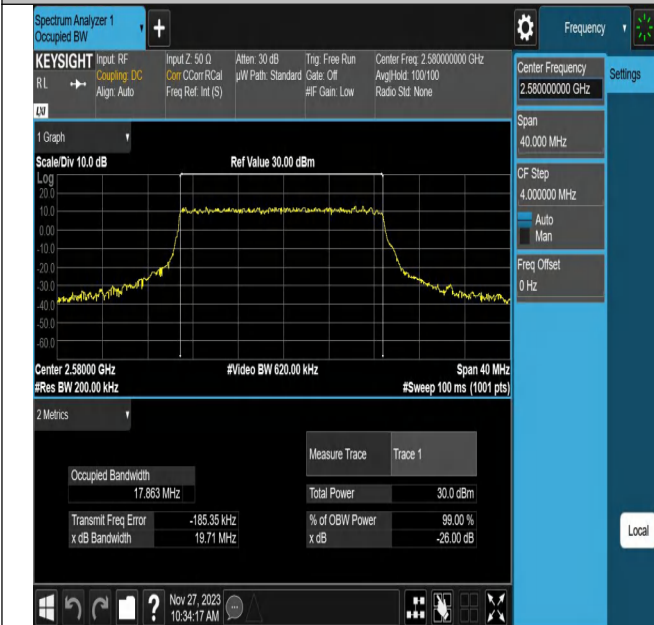 Spectrum Analyzer 1
Occupied BW
Frequency
KEYSIGHT
RL
LXI
Input: RF
Coupling: DC
Align: Auto
Input Z: 50 Ω
Corr CCorr RCal
Freq Ref: Int (S)
Atten: 30 dB
µW Path: Standard
Trig: Free Run
Gate: Off
#IF Gain: Low
Center Freq: 2.580000000 GHz
Avg|Hold: 100/100
Radio Std: None
Center Frequency
2.580000000 GHz
Settings
Span
40.000 MHz
CF Step
4.000000 MHz
Auto
Man
Freq Offset
0 Hz
Local
1 Graph
Scale/Div 10.0 dB
Ref Value 30.00 dBm
Log
20.0
10.0
0.00
-10.0
-20.0
-30.0
-40.0
-50.0
-60.0
Center 2.58000 GHz
#Video BW 620.00 kHz
Span 40 MHz
#Res BW 200.00 kHz
#Sweep 100 ms (1001 pts)
2 Metrics
Measure Trace
Trace 1
Occupied Bandwidth
17.863 MHz
Total Power
30.0 dBm
Transmit Freq Error
-185.35 kHz
% of OBW Power
99.00 %
x dB Bandwidth
19.71 MHz
x dB
-26.00 dB
?
Nov 27, 2023
10:34:17 AM